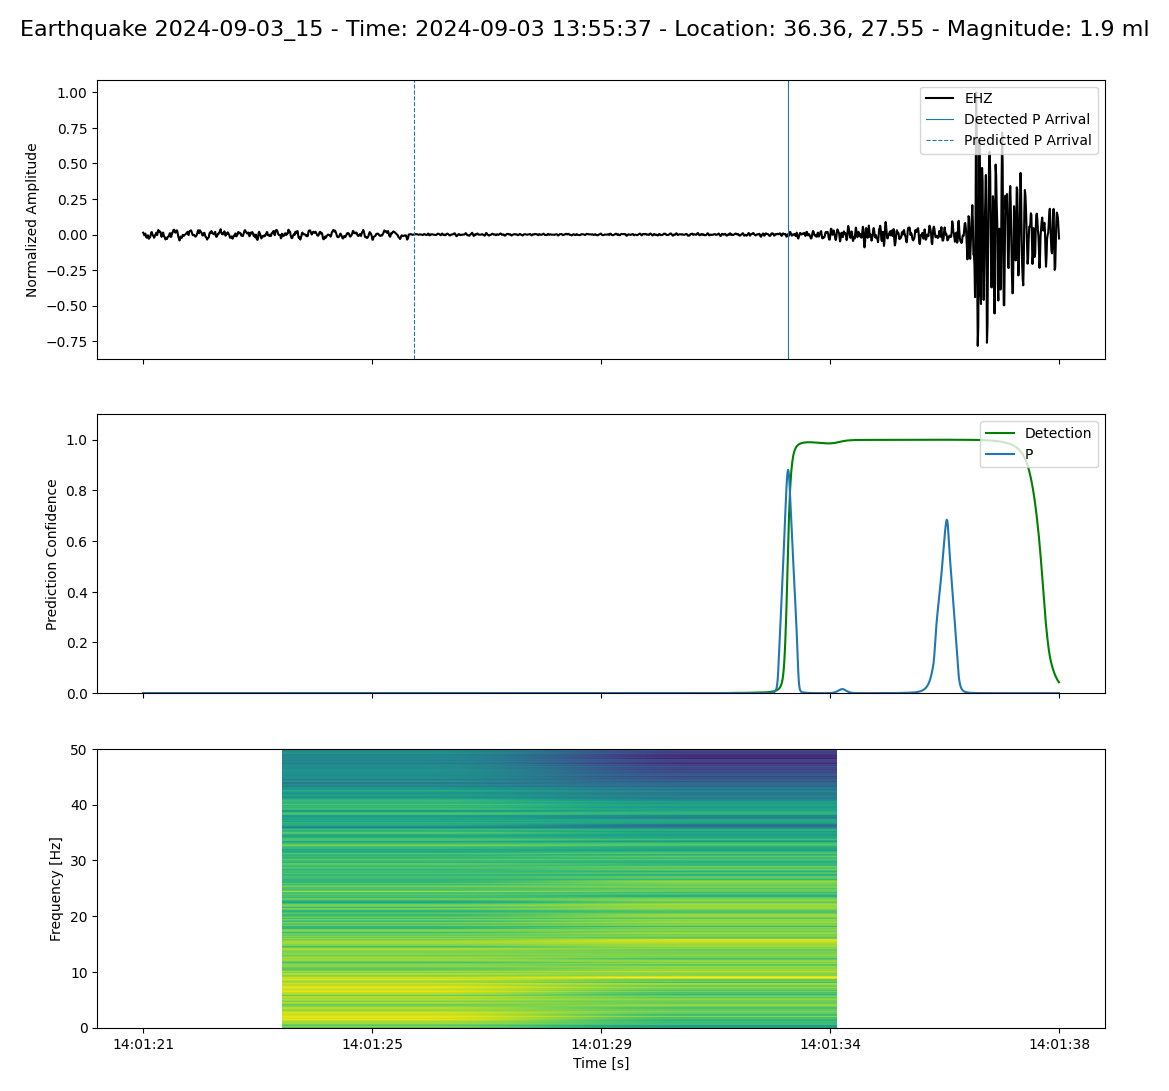 Earthquake 2024-09-03_15 - Time: 2024-09-03 13:55:37 - Location: 36.36, 27.55 - Magnitude: 1.9 ml
Normalized Amplitude
1.00
0.75
0.50
0.25
0.00
−0.25
−0.50
−0.75
EHZ
Detected P Arrival
Predicted P Arrival
Prediction Confidence
1.0
0.8
0.6
0.4
0.2
0.0
Detection
P
Frequency [Hz]
50
40
30
20
10
0
14:01:21 14:01:25 14:01:29 14:01:34 14:01:38
Time [s]